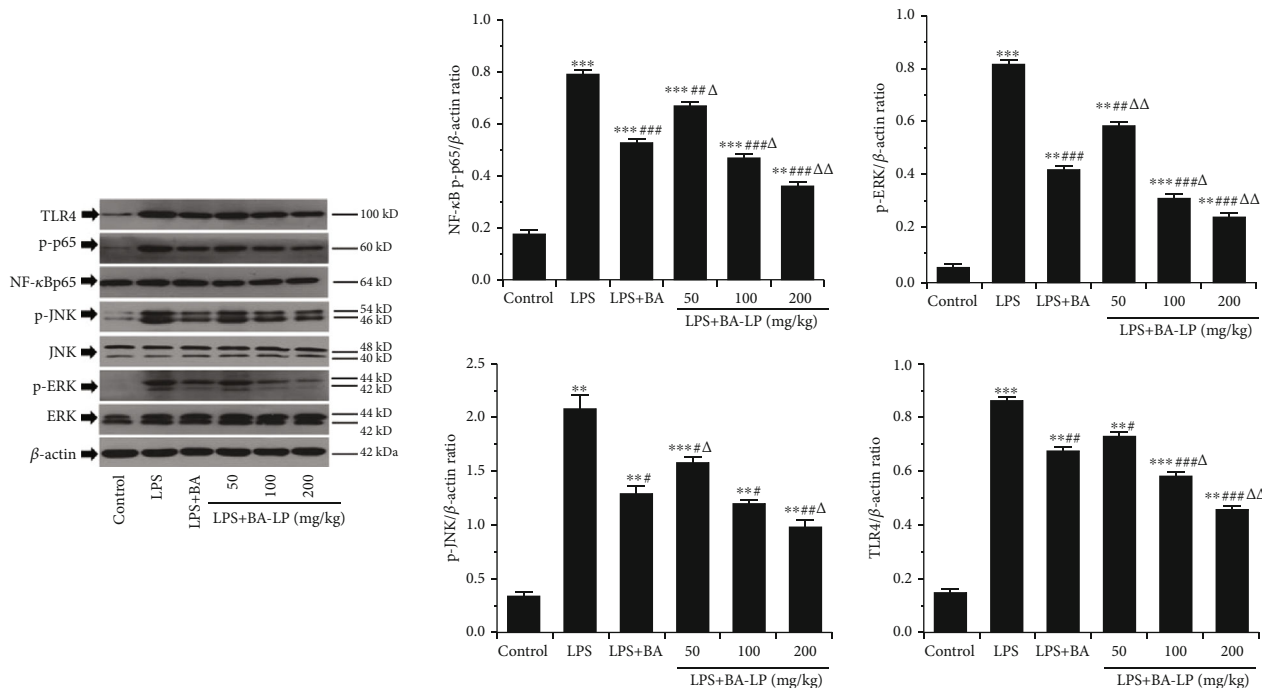 TLR4
100 kD
p-p65
60 kD
NF-κBp65
64 kD
p-JNK
54 kD
46 kD
JNK
48 kD
40 kD
p-ERK
44 kD
42 kD
ERK
44 kD
42 kD
β-actin
42 kDa
Control
LPS
LPS+BA
50
100
200
LPS+BA-LP (mg/kg)
NF-κB p-p65/β-actin ratio
1.0
0.8
0.6
0.4
0.2
0.0
***
***###
***##Δ
***###Δ
**###ΔΔ
Control LPS LPS+BA 50 100 200
LPS+BA-LP (mg/kg)
p-ERK/β-actin ratio
1.0
0.8
0.6
0.4
0.2
0.0
***
**###
**##ΔΔ
***###Δ
**###ΔΔ
Control LPS LPS+BA 50 100 200
LPS+BA-LP (mg/kg)
p-JNK/β-actin ratio
2.5
2.0
1.5
1.0
0.5
0.0
**
**#
***#Δ
**#
**##Δ
Control LPS LPS+BA 50 100 200
LPS+BA-LP (mg/kg)
TLR4/β-actin ratio
1.0
0.8
0.6
0.4
0.2
0.0
***
**##
**#
***###Δ
**###ΔΔ
Control LPS LPS+BA 50 100 200
LPS+BA-LP (mg/kg)